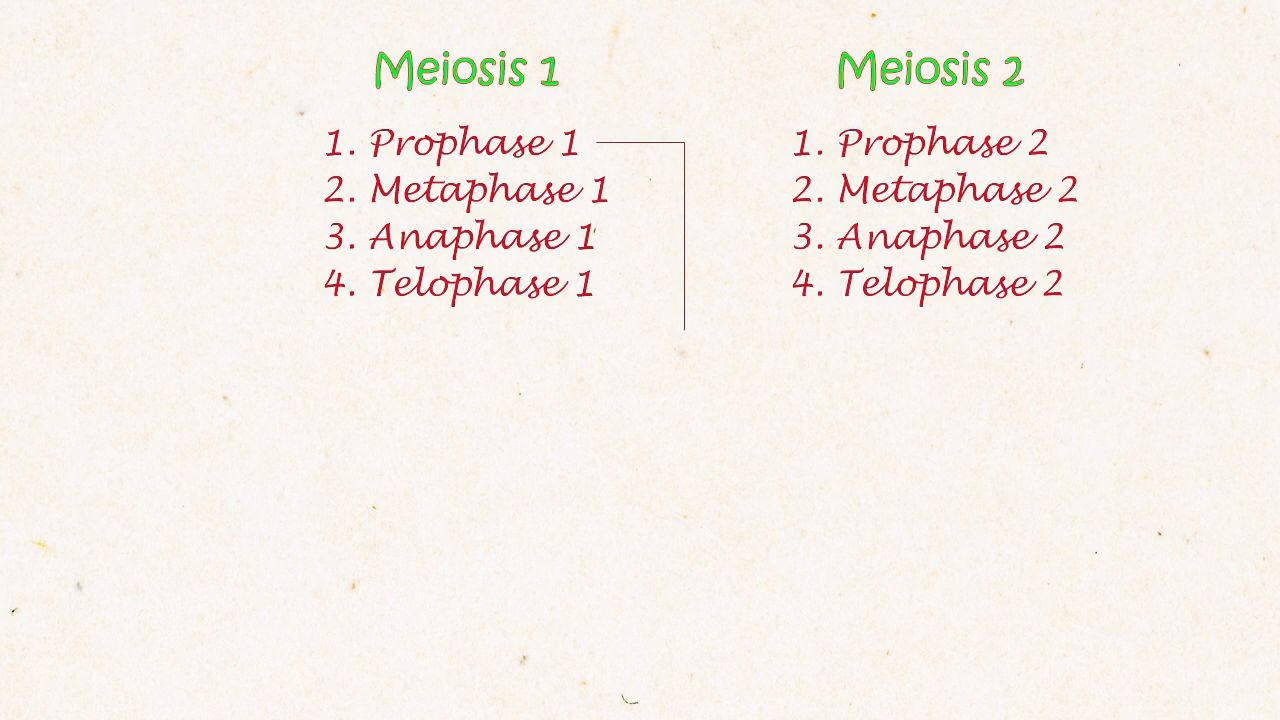 Meiosis 1
1. Prophase 1
2. Metaphase 1
3. Anaphase 1
4. Telophase 1
Meiosis 2
1. Prophase 2
2. Metaphase 2
3. Anaphase 2
4. Telophase 2